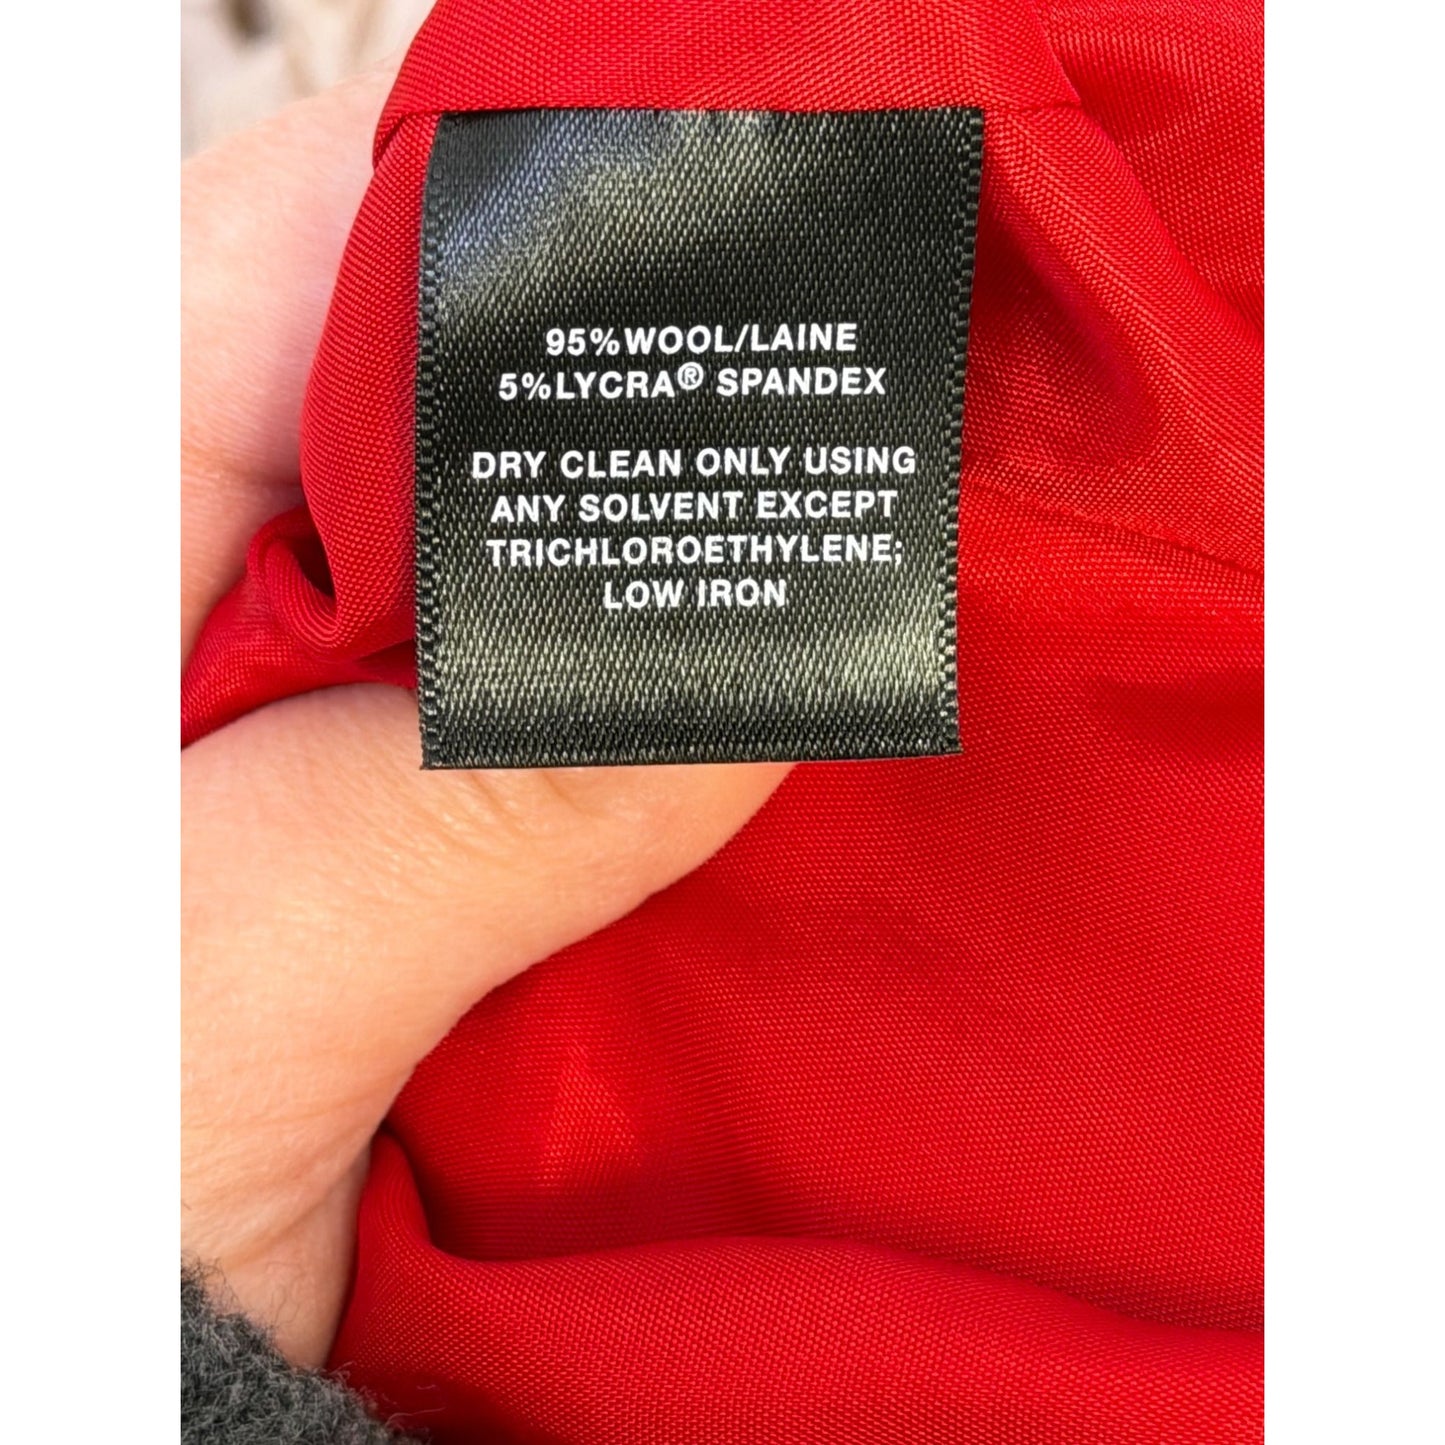 95%WOOL/LAINE
5%LYCRA® SPANDEX
DRY CLEAN ONLY USING
ANY SOLVENT EXCEPT
TRICHLOROETHYLENE;
LOW IRON